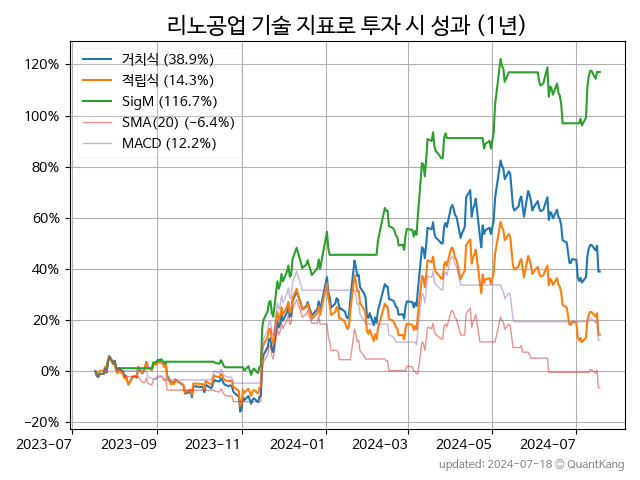 리노공업 기술 지표로 투자 시 성과 (1년)
거치식 (38.9%)
적립식 (14.3%)
SigM (116.7%)
SMA(20) (−6.4%)
MACD (12.2%)
120%
100%
80%
60%
40%
20%
0%
−20%
2023-07 2023-09 2023-11 2024-01 2024-03 2024-05 2024-07
updated: 2024-07-18 © QuantKang